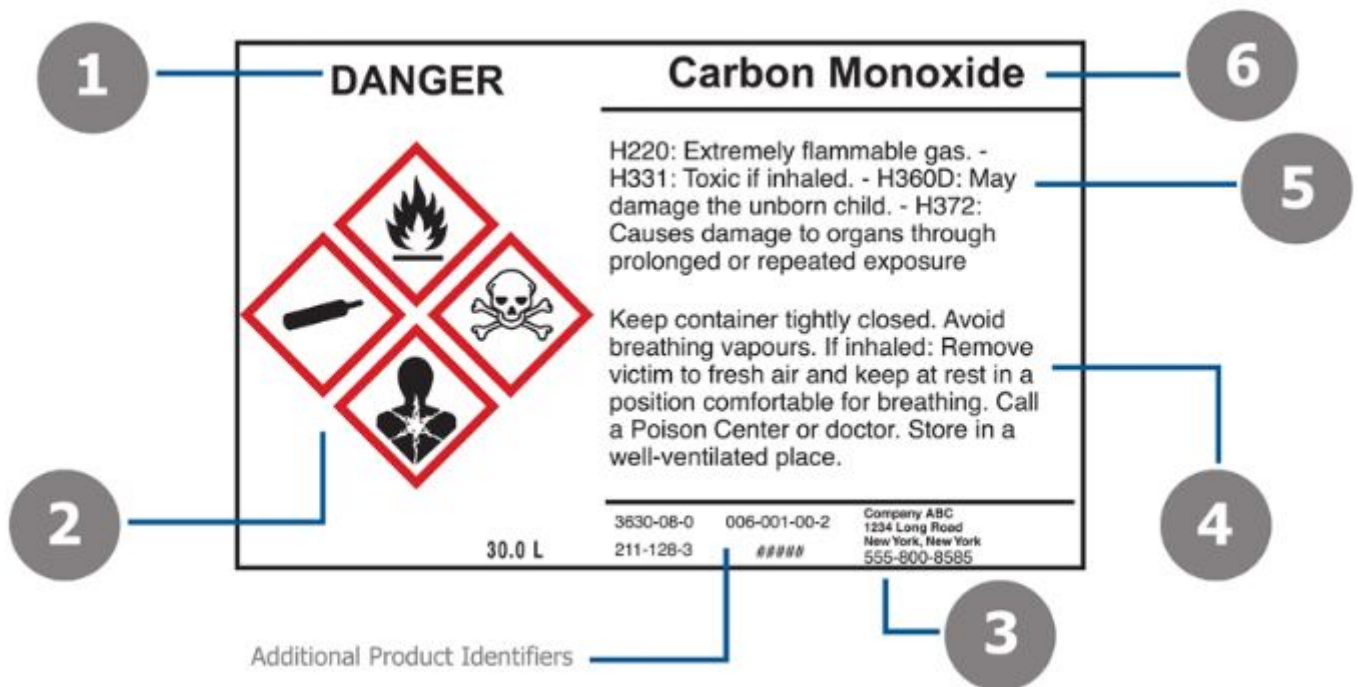 1
DANGER
Carbon Monoxide
6
H220: Extremely flammable gas. -
H331: Toxic if inhaled. - H360D: May
damage the unborn child. - H372:
Causes damage to organs through
prolonged or repeated exposure
5
Keep container tightly closed. Avoid
breathing vapours. If inhaled: Remove
victim to fresh air and keep at rest in a
position comfortable for breathing. Call
a Poison Center or doctor. Store in a
well-ventilated place.
4
2
30.0 L
3630-08-0 006-001-00-2
211-128-3 #####
Company ABC
1234 Long Road
New York, New York
555-800-8585
3
Additional Product Identifiers